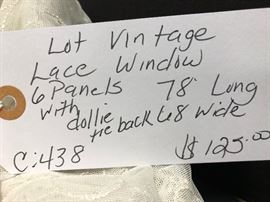 Lot Vintage
Lace Window
6 Panels 78" Long
with dollie
tie back 68 wide
C:438 $125.00